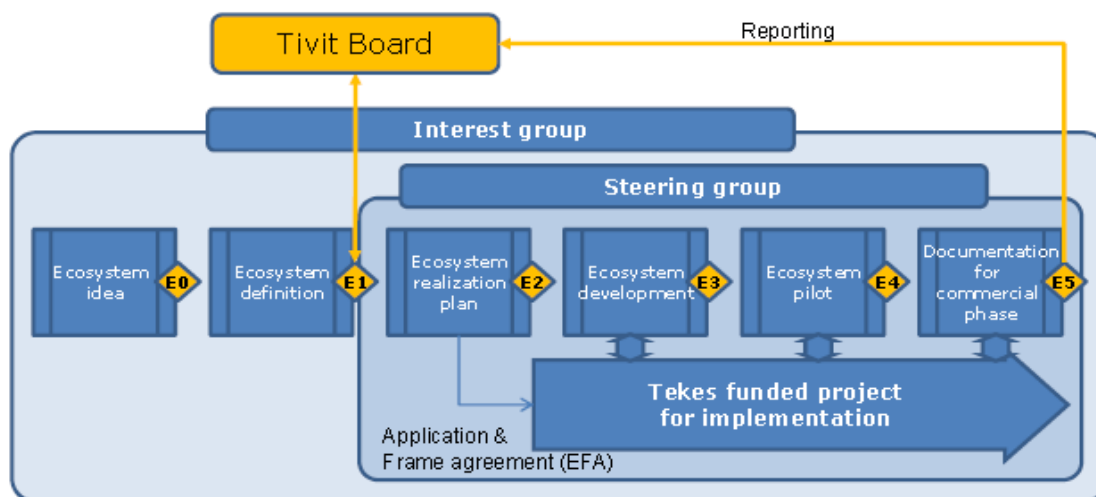 Tivit Board
Reporting
Interest group
Steering group
Ecosystem
idea
E0
Ecosystem
definition
E1
Ecosystem
realization
plan
E2
Ecosystem
development
E3
Ecosystem
pilot
E4
Documentation
for
commercial
phase
E5
Tekes funded project
for implementation
Application &
Frame agreement (EFA)